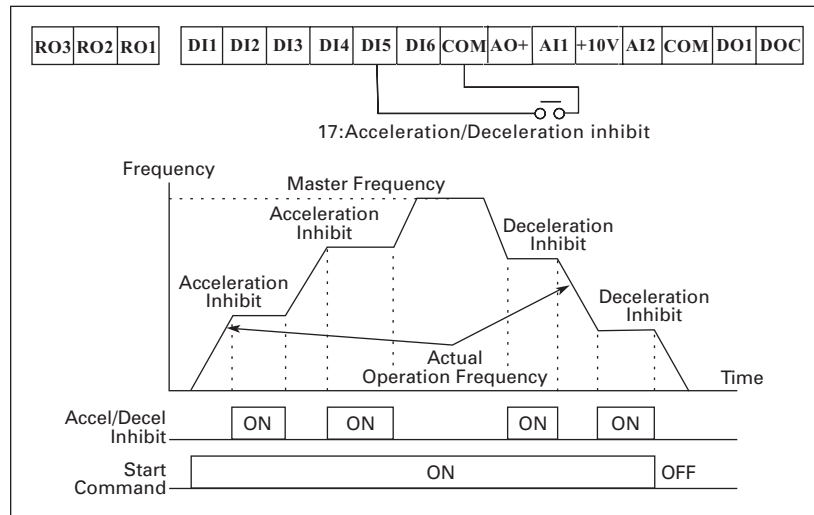 RO3 RO2 RO1 DI1 DI2 DI3 DI4 DI5 DI6 COM AO+ AI1 +10V AI2 COM DO1 DOC
17:Acceleration/Deceleration inhibit
Frequency
Master Frequency
Acceleration
Inhibit
Deceleration
Inhibit
Acceleration
Inhibit
Deceleration
Inhibit
Actual
Operation Frequency
Time
Accel/Decel
Inhibit
ON ON ON ON
Start
Command
ON OFF